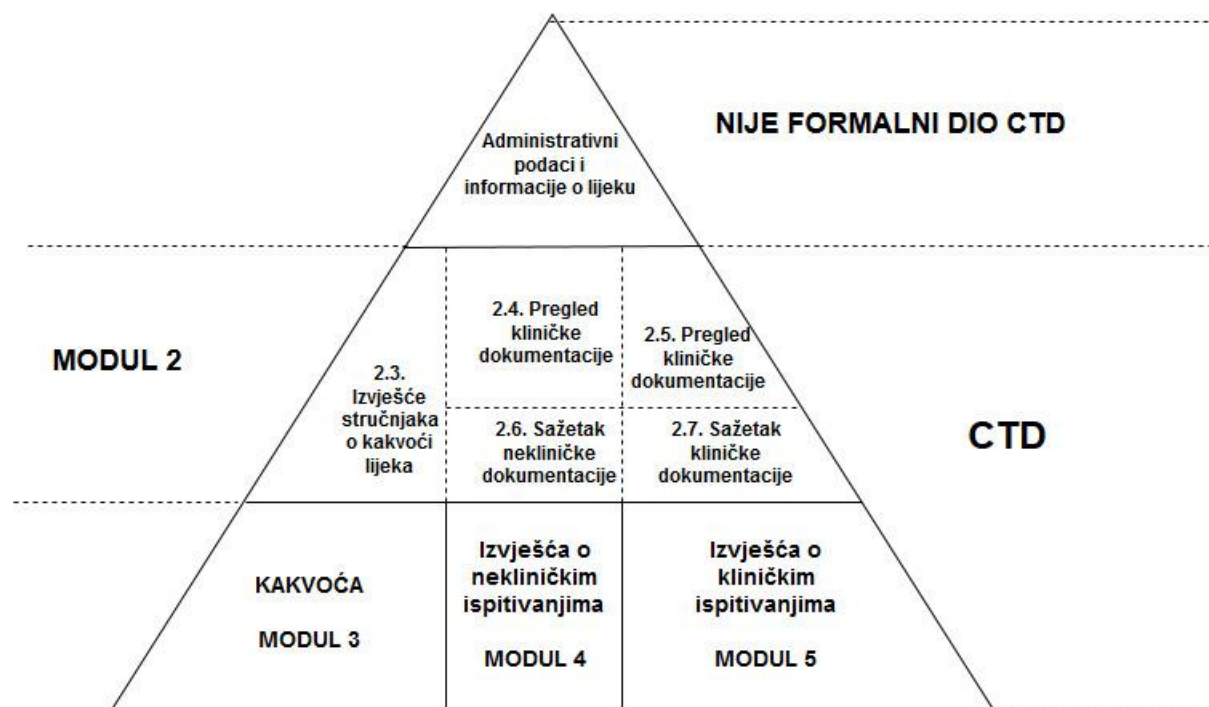 NIJE FORMALNI DIO CTD
Administrativni
podaci i
informacije o lijeku
MODUL 2
2.3.
Izvješće
stručnjaka
o kakvoći
lijeka
2.4. Pregled
kliničke
dokumentacije
2.5. Pregled
kliničke
dokumentacije
2.6. Sažetak
nekliničke
dokumentacije
2.7. Sažetak
kliničke
dokumentacije
CTD
KAKVOĆA
MODUL 3
Izvješća o
nekliničkim
ispitivanjima
MODUL 4
Izvješća o
kliničkim
ispitivanjima
MODUL 5